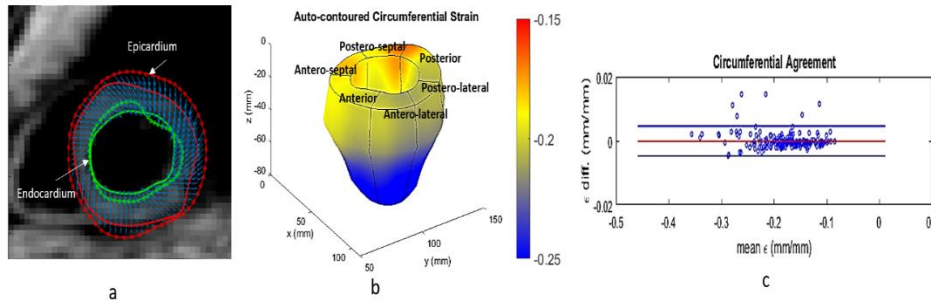 Epicardium
Endocardium
a
Auto-contoured Circumferential Strain
Postero-septal
Posterior
Antero-septal
Postero-lateral
Anterior
Antero-lateral
0
-20
-40
-60
-80
z (mm)
0
50
100
x (mm)
50
100
150
y (mm)
-0.15
-0.2
-0.25
b
Circumferential Agreement
0.02
0
-0.02
ϵ diff. (mm/mm)
-0.5 -0.4 -0.3 -0.2 -0.1 0
mean ϵ (mm/mm)
c